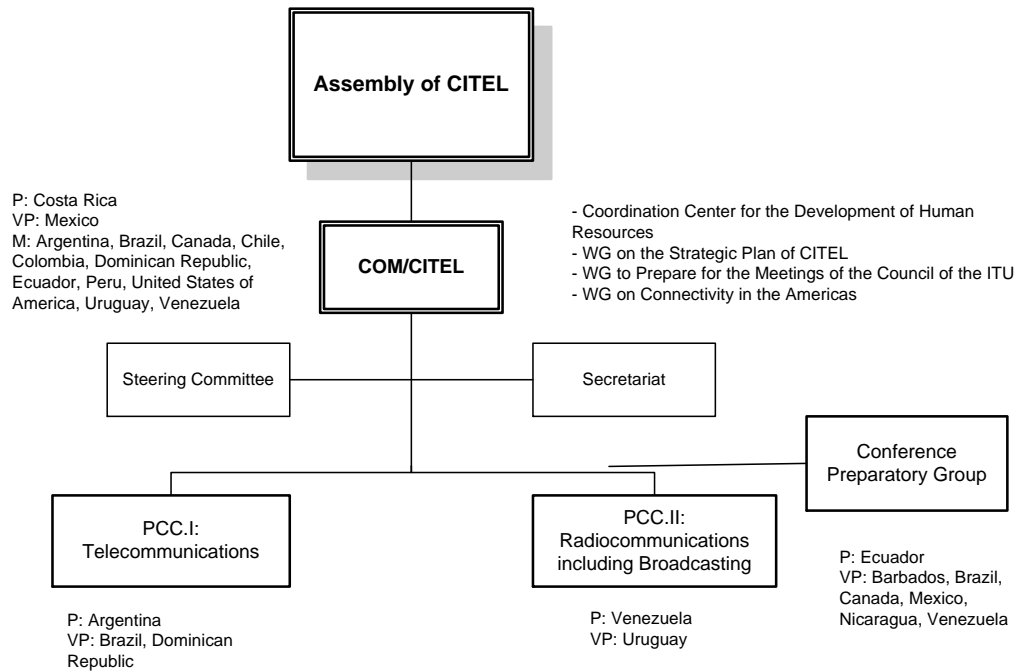 Assembly of CITEL
P: Costa Rica
VP: Mexico
M: Argentina, Brazil, Canada, Chile,
Colombia, Dominican Republic,
Ecuador, Peru, United States of
America, Uruguay, Venezuela
COM/CITEL
- Coordination Center for the Development of Human
Resources
- WG on the Strategic Plan of CITEL
- WG to Prepare for the Meetings of the Council of the ITU
- WG on Connectivity in the Americas
Steering Committee
Secretariat
Conference
Preparatory Group
P: Ecuador
VP: Barbados, Brazil,
Canada, Mexico,
Nicaragua, Venezuela
PCC.I:
Telecommunications
P: Argentina
VP: Brazil, Dominican
Republic
PCC.II:
Radiocommunications
including Broadcasting
P: Venezuela
VP: Uruguay